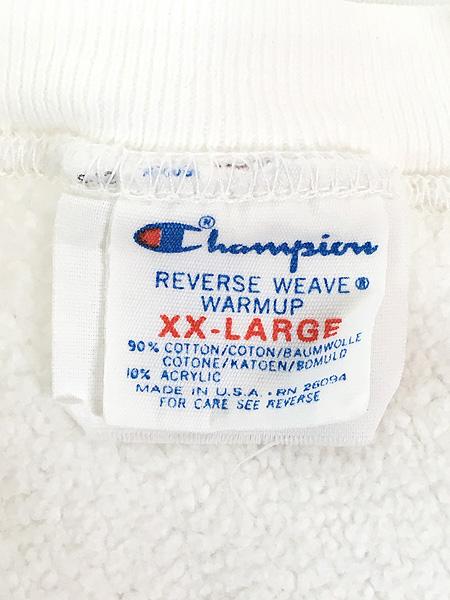 Champion®
REVERSE WEAVE®
WARMUP
XX-LARGE
90% COTTON/COTON/BAUMWOLLE
COTONE/KATOEN/BOMULD
10% ACRYLIC
MADE IN U.S.A. · RN 26094
FOR CARE SEE REVERSE